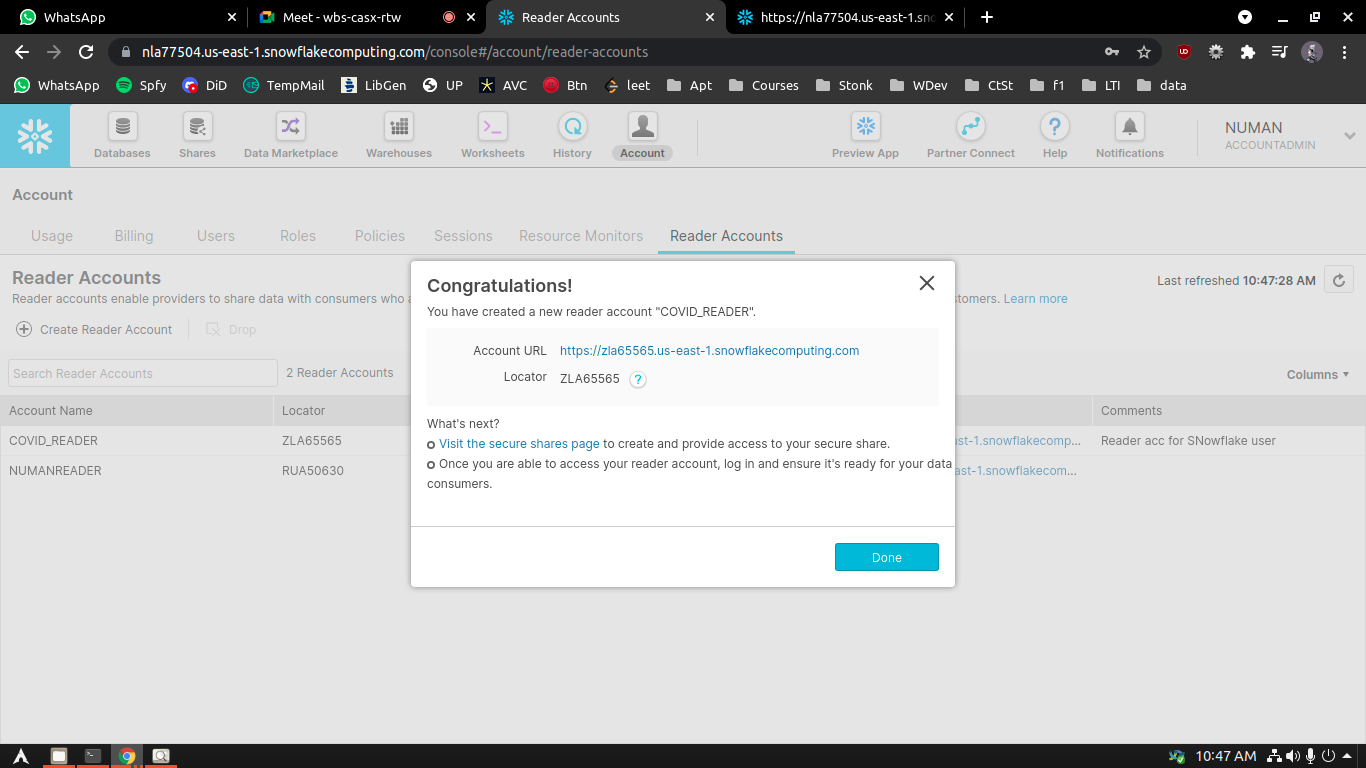 WhatsApp
Meet - wbs-casx-rtw
Reader Accounts
https://nla77504.us-east-1.sno
nla77504.us-east-1.snowflakecomputing.com/console#/account/reader-accounts
WhatsApp Spfy DiD TempMail LibGen UP AVC Btn leet Apt Courses Stonk WDev CtSt f1 LTI data
Databases Shares Data Marketplace Warehouses Worksheets History Account Preview App Partner Connect Help Notifications
NUMAN
ACCOUNTADMIN
Account
Usage Billing Users Roles Policies Sessions Resource Monitors Reader Accounts
Reader Accounts
Reader accounts enable providers to share data with consumers who a
stomers. Learn more
Last refreshed 10:47:28 AM
Create Reader Account Drop
Search Reader Accounts
2 Reader Accounts
Columns
Account Name Locator Comments
COVID_READER ZLA65565 ast-1.snowflakecomp... Reader acc for SNowflake user
NUMANREADER RUA50630 ast-1.snowflakecom...
Congratulations!
You have created a new reader account "COVID_READER".
Account URL https://zla65565.us-east-1.snowflakecomputing.com
Locator ZLA65565 ?
What's next?
Visit the secure shares page to create and provide access to your secure share.
Once you are able to access your reader account, log in and ensure it's ready for your data
consumers.
Done
10:47 AM